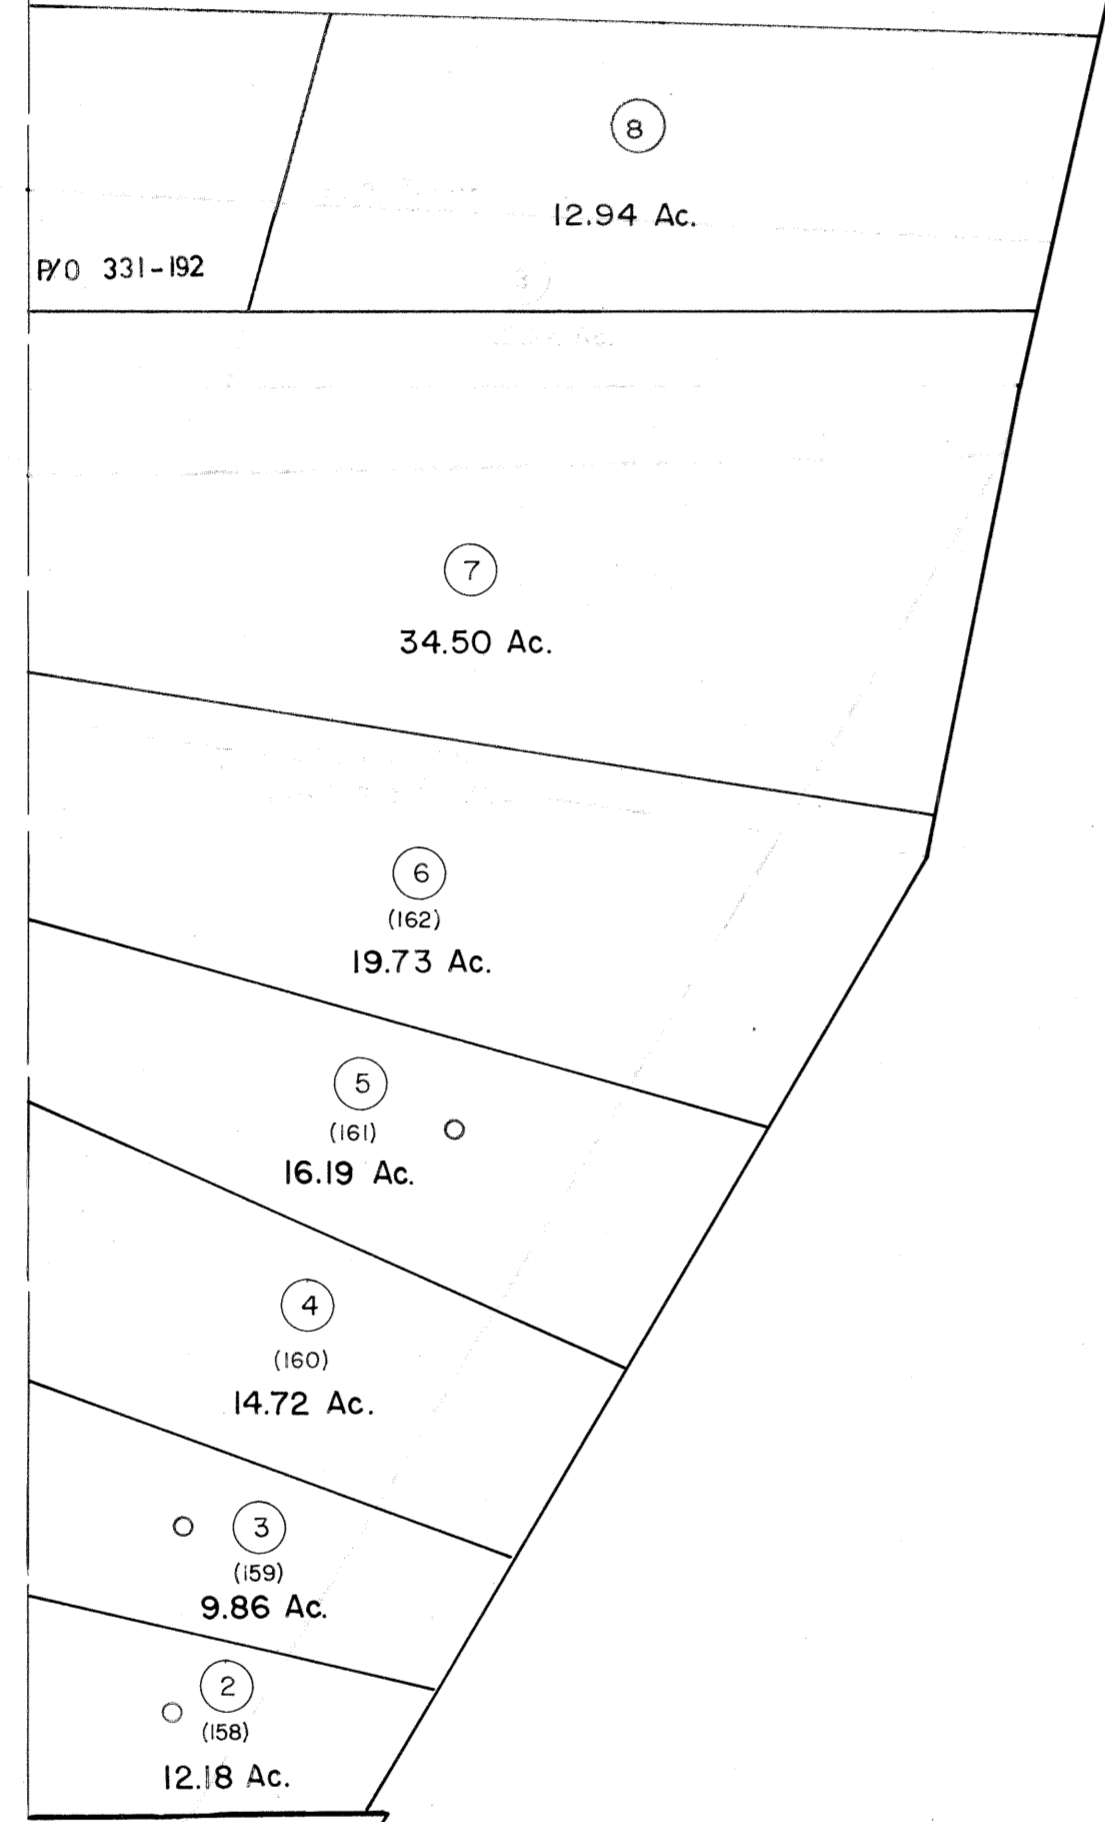 8
12.94 Ac.
P/O 331-192
7
34.50 Ac.
6
(162)
19.73 Ac.
5
(161)
16.19 Ac.
4
(160)
14.72 Ac.
3
(159)
9.86 Ac.
2
(158)
12.18 Ac.